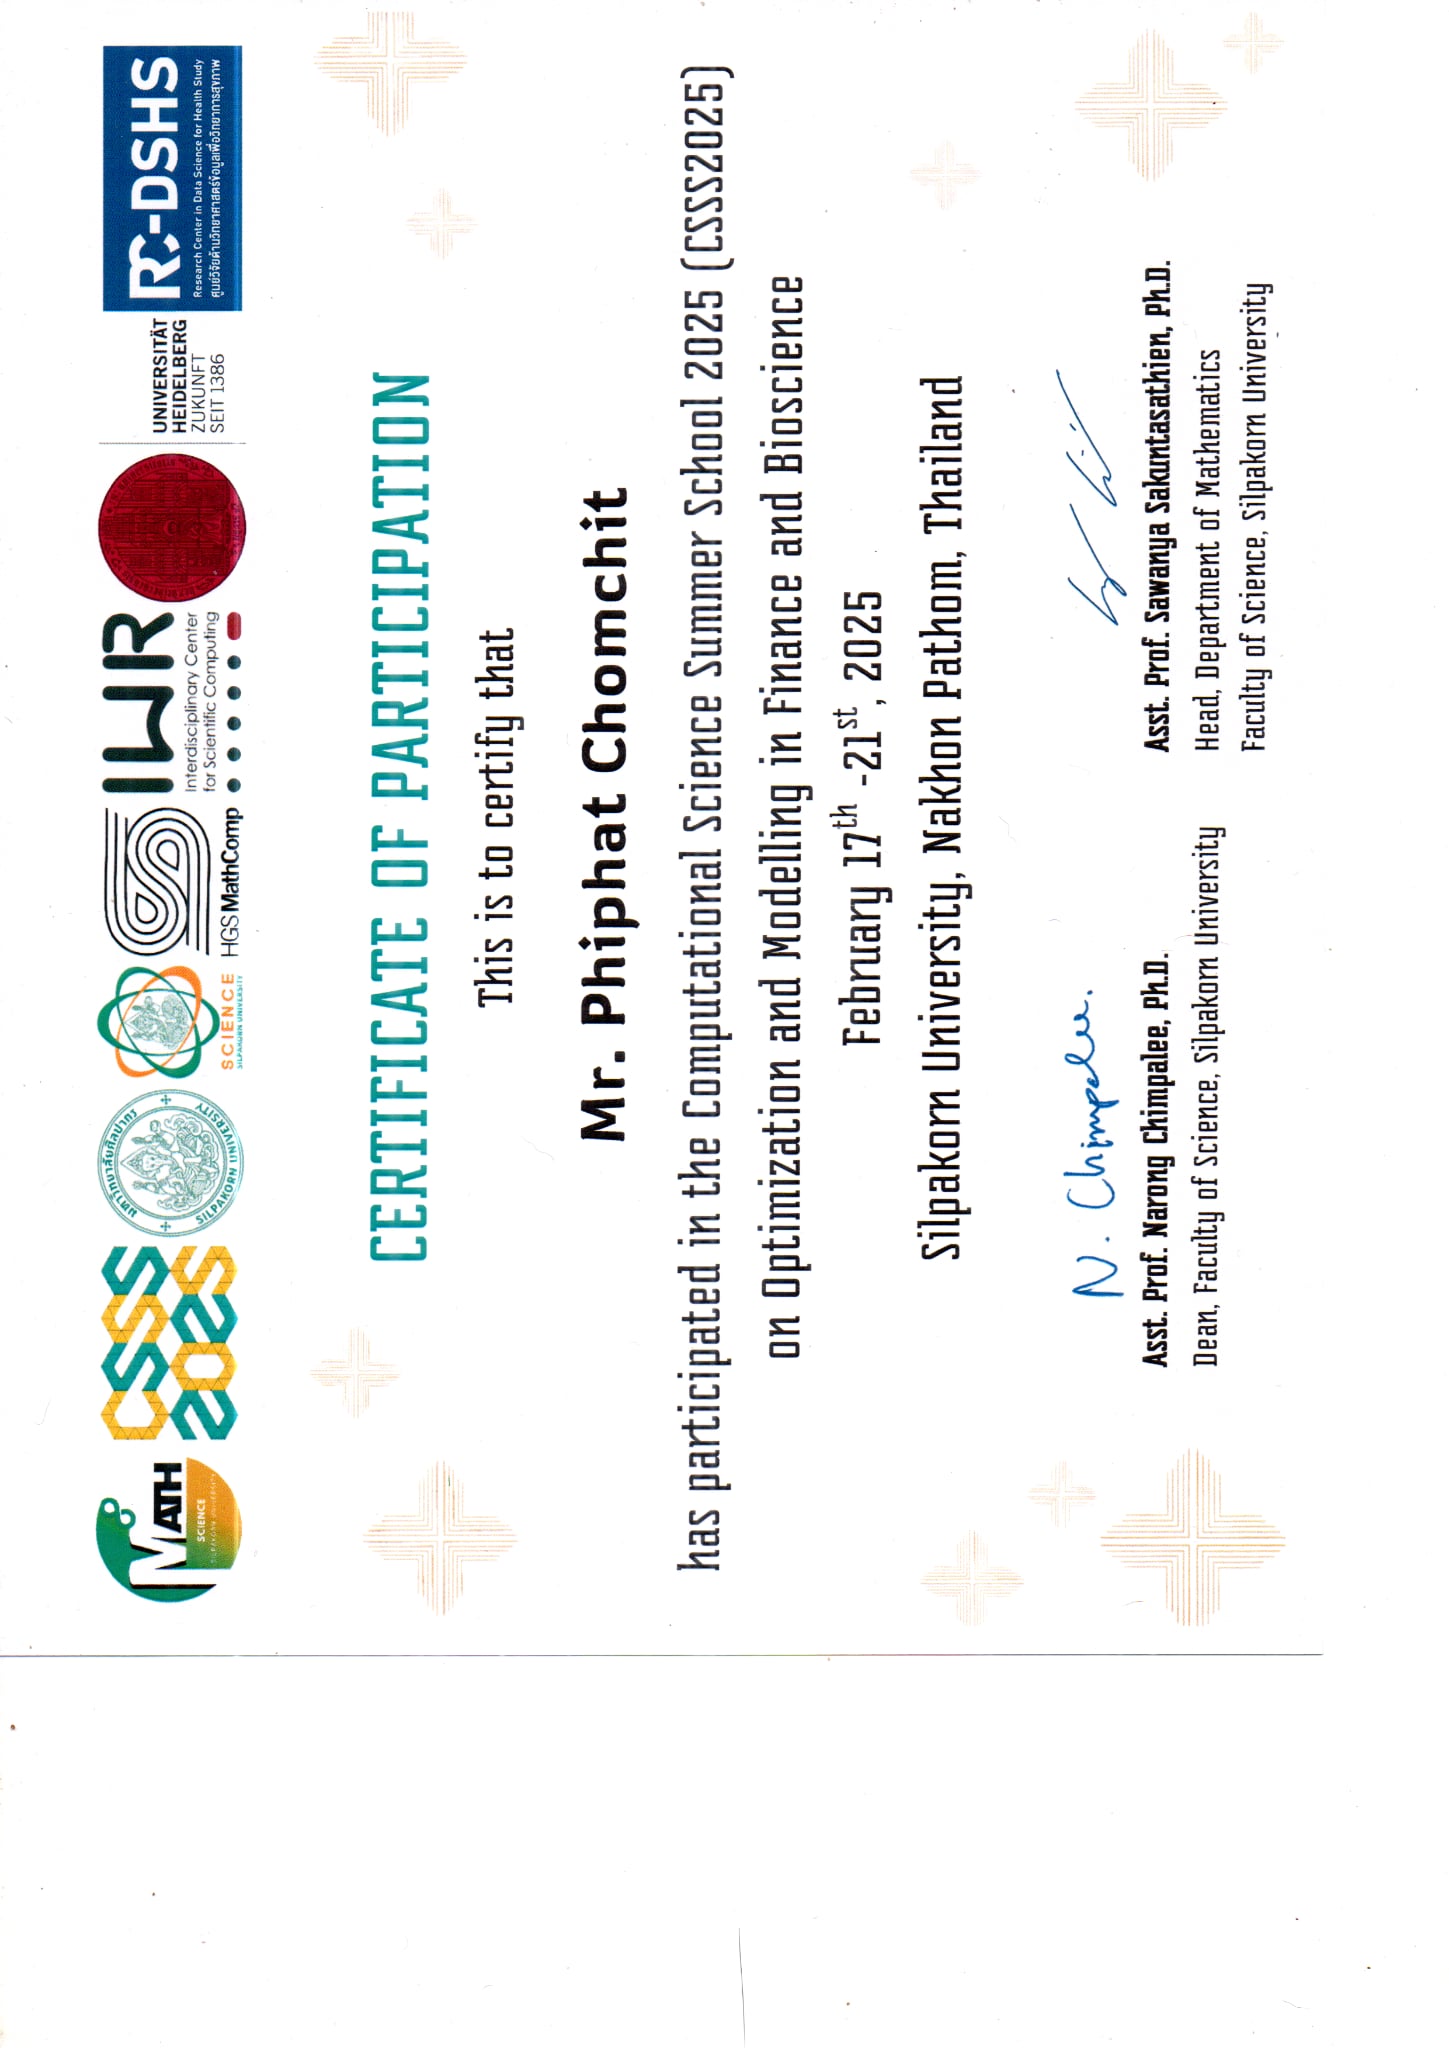 MATH
SCIENCE
SILPAKORN UNIVERSITY
CSSS
2025
มหาวิทยาลัยศิลปากร
SILPAKORN UNIVERSITY
SCIENCE
SILPAKORN UNIVERSITY
HGS MathComp
IWR
Interdisciplinary Center
for Scientific Computing
UNIVERSITÄT
HEIDELBERG
ZUKUNFT
SEIT 1386
RC-DSHS
Research Center in Data Science for Health Study
ศูนย์วิจัยด้านวิทยาศาสตร์ข้อมูลเพื่อวิทยาการสุขภาพ
CERTIFICATE OF PARTICIPATION
This is to certify that
Mr. Phiphat Chomchit
has participated in the Computational Science Summer School 2025 (CSSS2025)
on Optimization and Modelling in Finance and Bioscience
February 17th -21st, 2025
Silpakorn University, Nakhon Pathom, Thailand
N. Chimpalee.
Asst. Prof. Narong Chimpalee, Ph.D.
Dean, Faculty of Science, Silpakorn University
Asst. Prof. Sawanya Sakuntasathien, Ph.D.
Head, Department of Mathematics
Faculty of Science, Silpakorn University